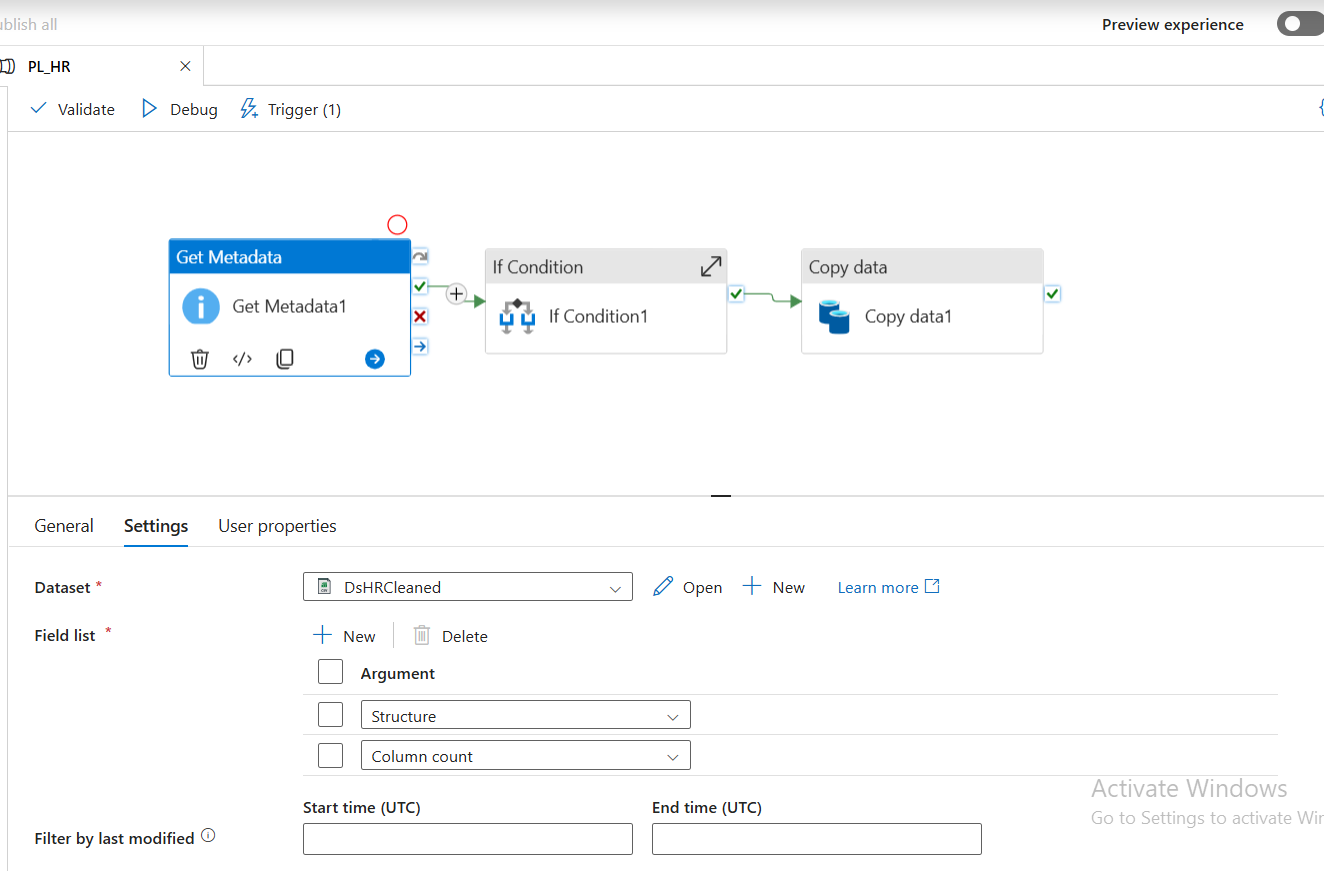 ublish all
Preview experience
PL_HR
Validate Debug Trigger (1)
Get Metadata
Get Metadata1
If Condition
If Condition1
Copy data
Copy data1
General Settings User properties
Dataset * DsHRCleaned Open New Learn more
Field list * New Delete
Argument
Structure
Column count
Start time (UTC) End time (UTC)
Filter by last modified
Activate Windows
Go to Settings to activate Wir